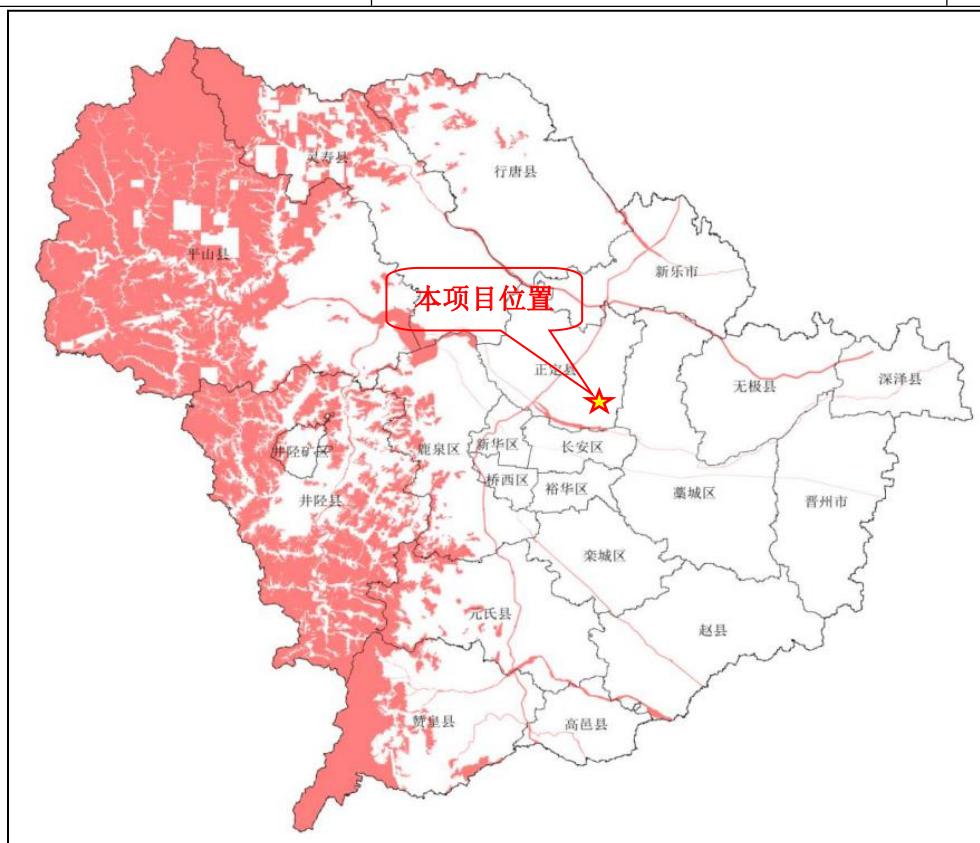 灵寿县
行唐县
平山县
新乐市
本项目位置
正定县
无极县
深泽县
井陉矿区
鹿泉区
新华区
长安区
井陉县
桥西区
裕华区
藁城区
晋州市
栾城区
元氏县
赵县
赞皇县
高邑县